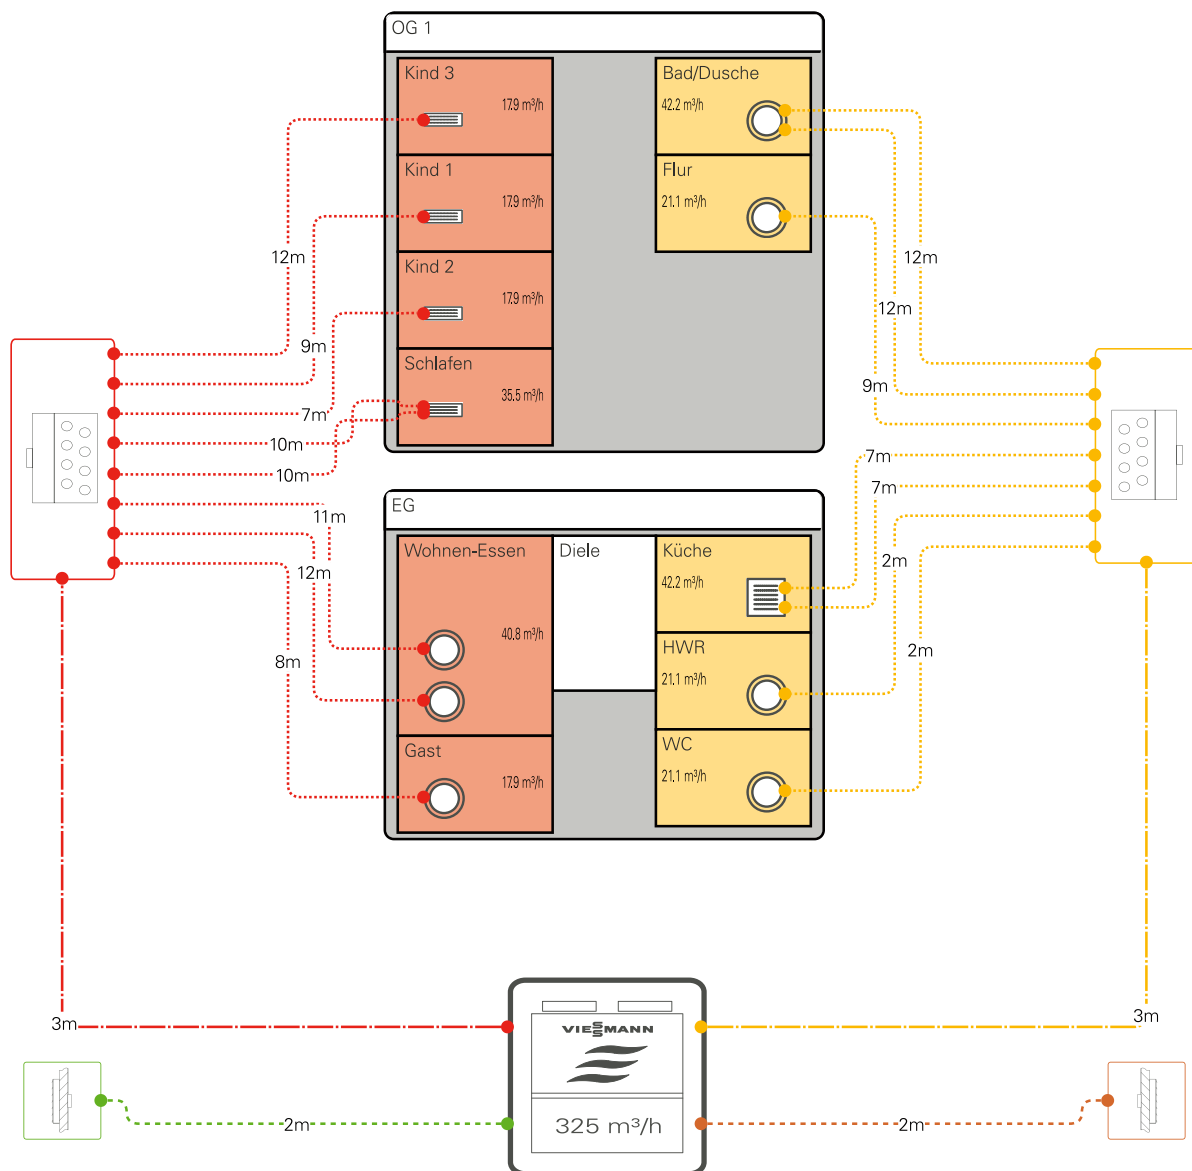 OG 1
Kind 3
17.9 m³/h
Bad/Dusche
42.2 m³/h
Kind 1
17.9 m³/h
Flur
21.1 m³/h
12m
12m
Kind 2
17.9 m³/h
12m
9m
Schlafen
35.5 m³/h
9m
7m
10m
7m
10m
7m
EG
11m
Wohnen-Essen
40.8 m³/h
Diele
Küche
42.2 m³/h
12m
2m
HWR
21.1 m³/h
8m
2m
Gast
17.9 m³/h
WC
21.1 m³/h
3m
VIESSMANN
3m
2m
325 m³/h
2m